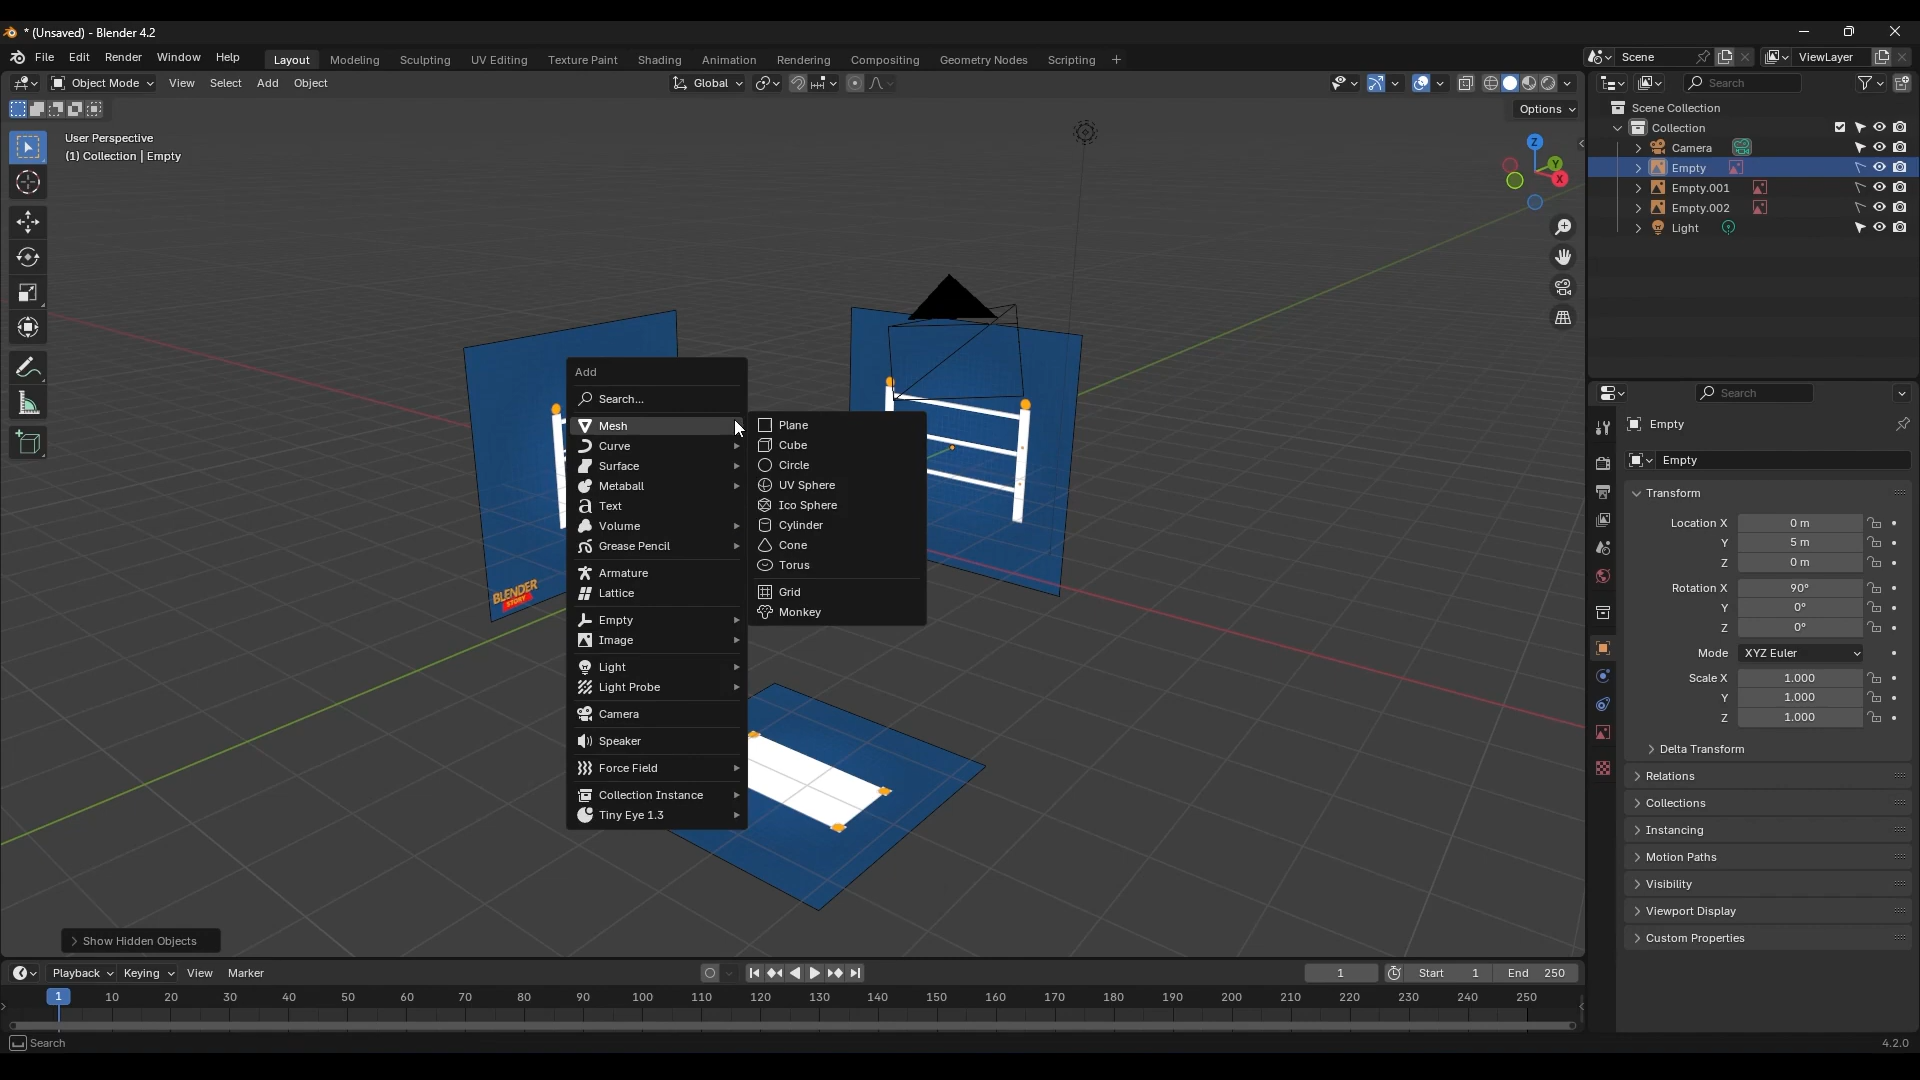 * (Unsaved) - Blender 4.2
File Edit Render Window Help Layout Modeling Sculpting UV Editing Texture Paint Shading Animation Rendering Compositing Geometry Nodes Scripting + Scene ViewLayer
Object Mode View Select Add Object Global Search
Options
User Perspective
(1) Collection | Empty
Z
Y
X
Scene Collection
Collection
Camera
Empty
Empty.001
Empty.002
Light
Add
Search...
Mesh
Curve
Surface
Metaball
Text
Volume
Grease Pencil
Armature
Lattice
Empty
Image
Light
Light Probe
Camera
Speaker
Force Field
Collection Instance
Tiny Eye 1.3
Plane
Cube
Circle
UV Sphere
Ico Sphere
Cylinder
Cone
Torus
Grid
Monkey
BLENDER
STORY
Search
Empty
Empty
Transform
Location X 0 m
Y 5 m
Z 0 m
Rotation X 90°
Y 0°
Z 0°
Mode XYZ Euler
Scale X 1.000
Y 1.000
Z 1.000
Delta Transform
Relations
Collections
Instancing
Motion Paths
Visibility
Viewport Display
Custom Properties
Show Hidden Objects
Playback Keying View Marker 1 Start 1 End 250
1 10 20 30 40 50 60 70 80 90 100 110 120 130 140 150 160 170 180 190 200 210 220 230 240 250
Search 4.2.0